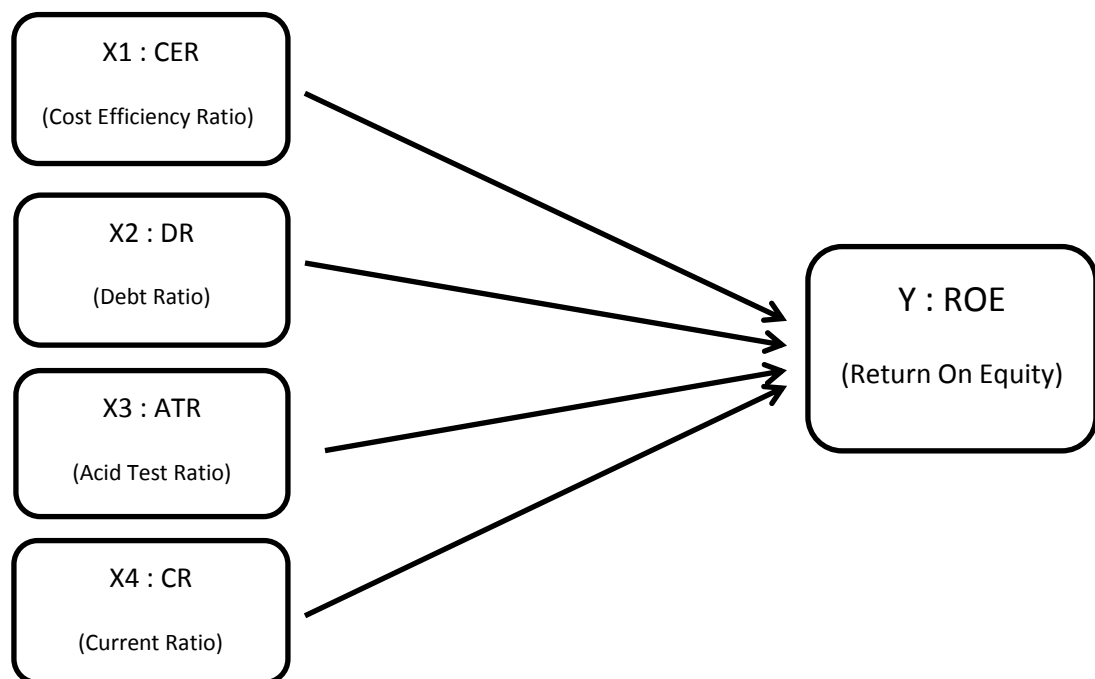 X1 : CER
(Cost Efficiency Ratio)
X2 : DR
(Debt Ratio)
X3 : ATR
(Acid Test Ratio)
X4 : CR
(Current Ratio)
Y : ROE
(Return On Equity)